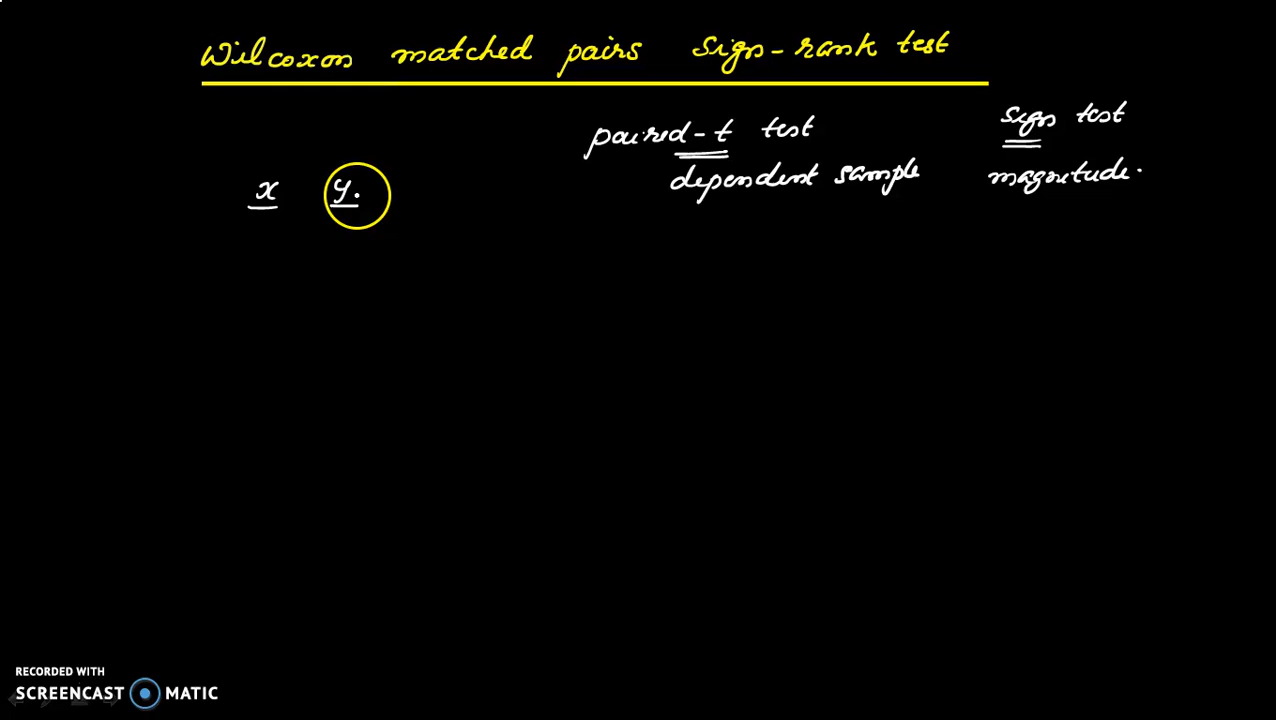 Wilcoxon matched pairs Sign-rank test
paired-t test
sign test
dependent sample
magnitude.
x y.
RECORDED WITH
SCREENCAST MATIC